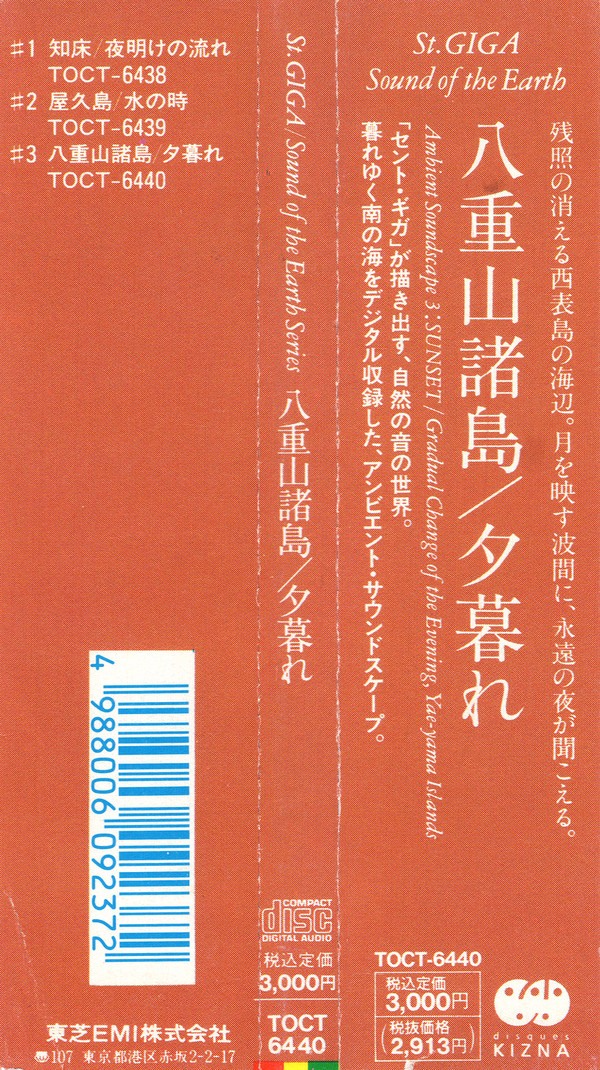 St.GIGA
Sound of the Earth
残照の消える西表島の海辺。月を映す波間に、永遠の夜が聞こえる。
八重山諸島/夕暮れ
Ambient Soundscape 3 : SUNSET / Gradual Change of the Evening, Yae-yama Islands
「セント・ギガ」が描き出す、自然の音の世界。
暮れゆく南の海をデジタル収録した、アンビエント・サウンドスケープ。
TOCT-6440
税込定価
3,000円
(税抜価格
2,913円)
disques
KIZNA
St.GIGA/Sound of the Earth Series 八重山諸島/夕暮れ
COMPACT
disc
DIGITAL AUDIO
税込定価
3,000円
TOCT
6440
♯1 知床/夜明けの流れ
TOCT-6438
♯2 屋久島/水の時
TOCT-6439
♯3 八重山諸島/夕暮れ
TOCT-6440
4 988006 092372
東芝EMI株式会社
107 東京都港区赤坂2-2-17